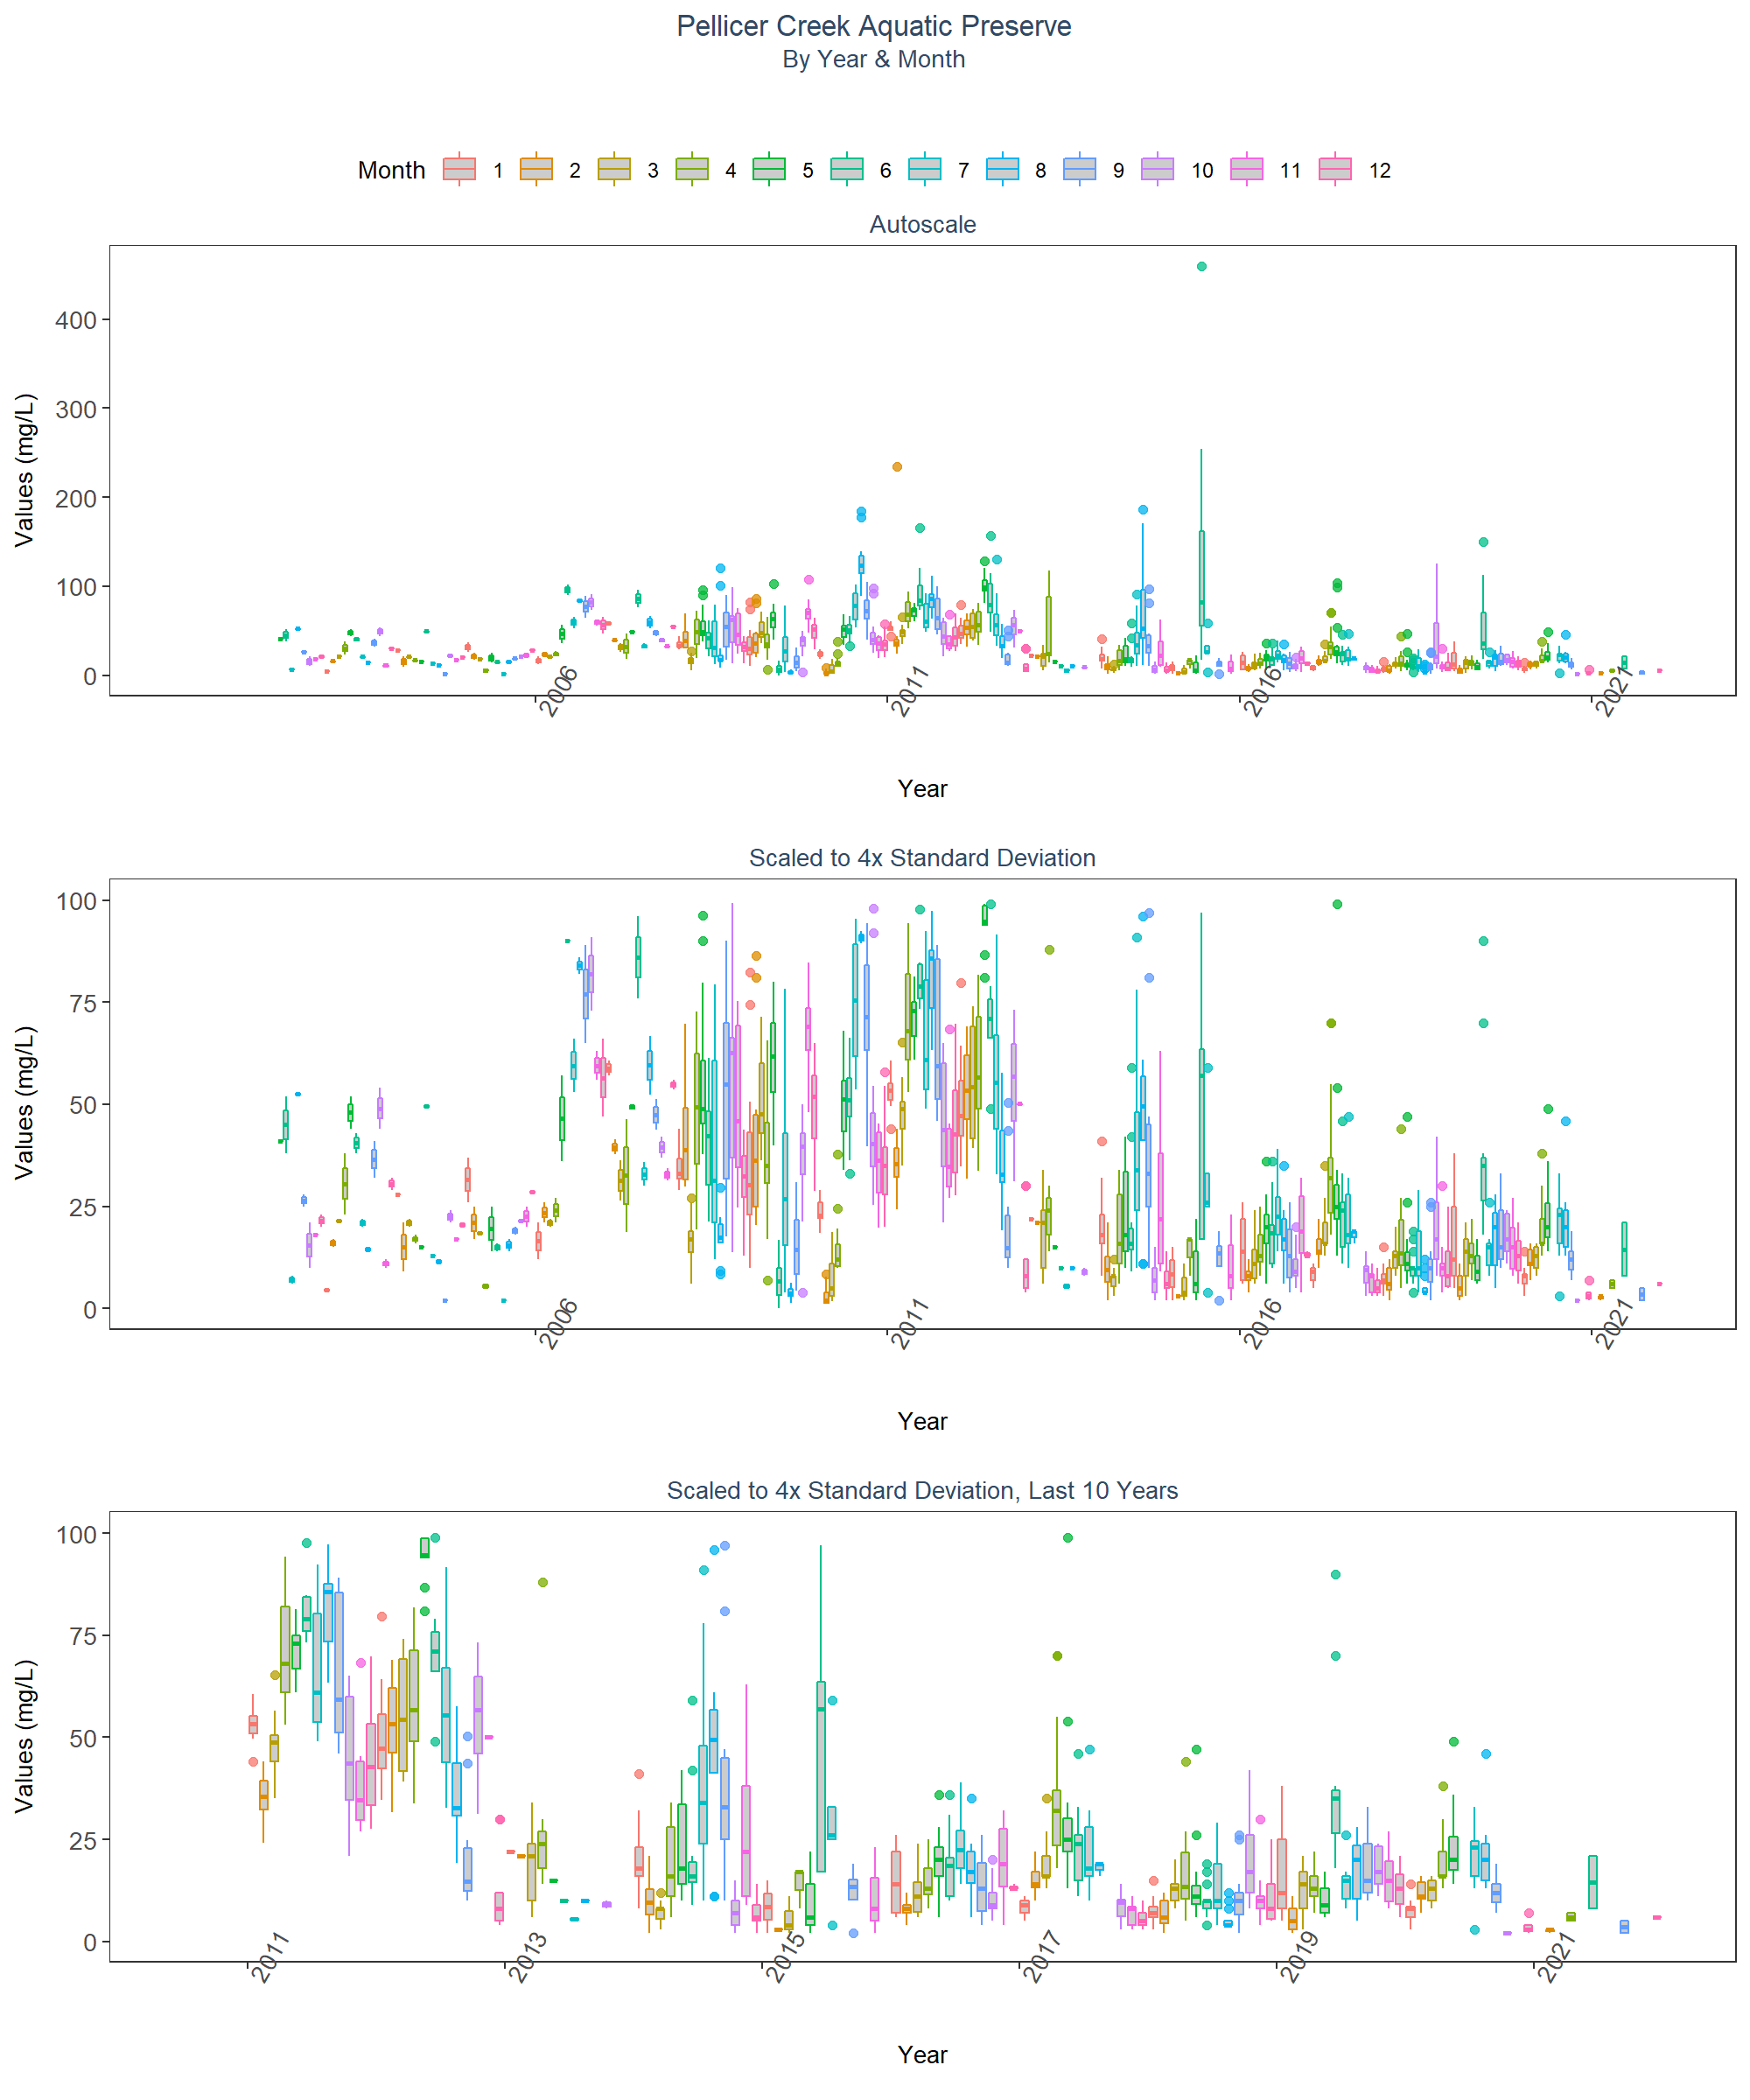 Pellicer Creek Aquatic Preserve
By Year & Month
Month 1 2 3 4 5 6 7 8 9 10 11 12
Autoscale
Values (mg/L)
400
300
200
100
0
2006 2011 2016 2021
Year
Scaled to 4x Standard Deviation
Values (mg/L)
100
75
50
25
0
2006 2011 2016 2021
Year
Scaled to 4x Standard Deviation, Last 10 Years
Values (mg/L)
100
75
50
25
0
2011 2013 2015 2017 2019 2021
Year